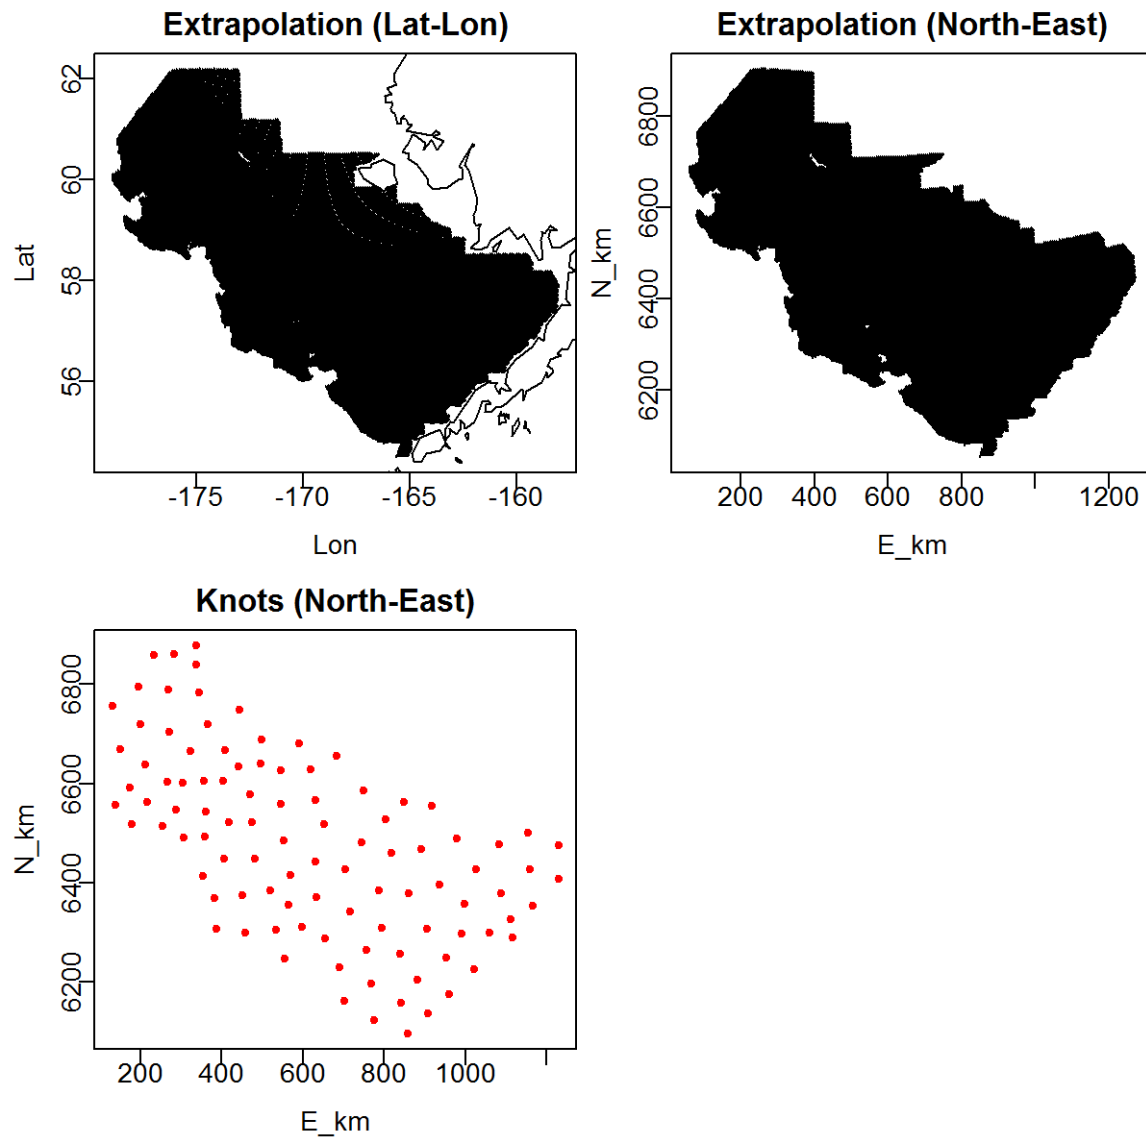 Extrapolation (Lat-Lon)
Lat
62
60
58
56
-175 -170 -165 -160
Lon
Extrapolation (North-East)
N_km
6800
6600
6400
6200
200 400 600 800 1200
E_km
Knots (North-East)
N_km
6800
6600
6400
6200
200 400 600 800 1000
E_km